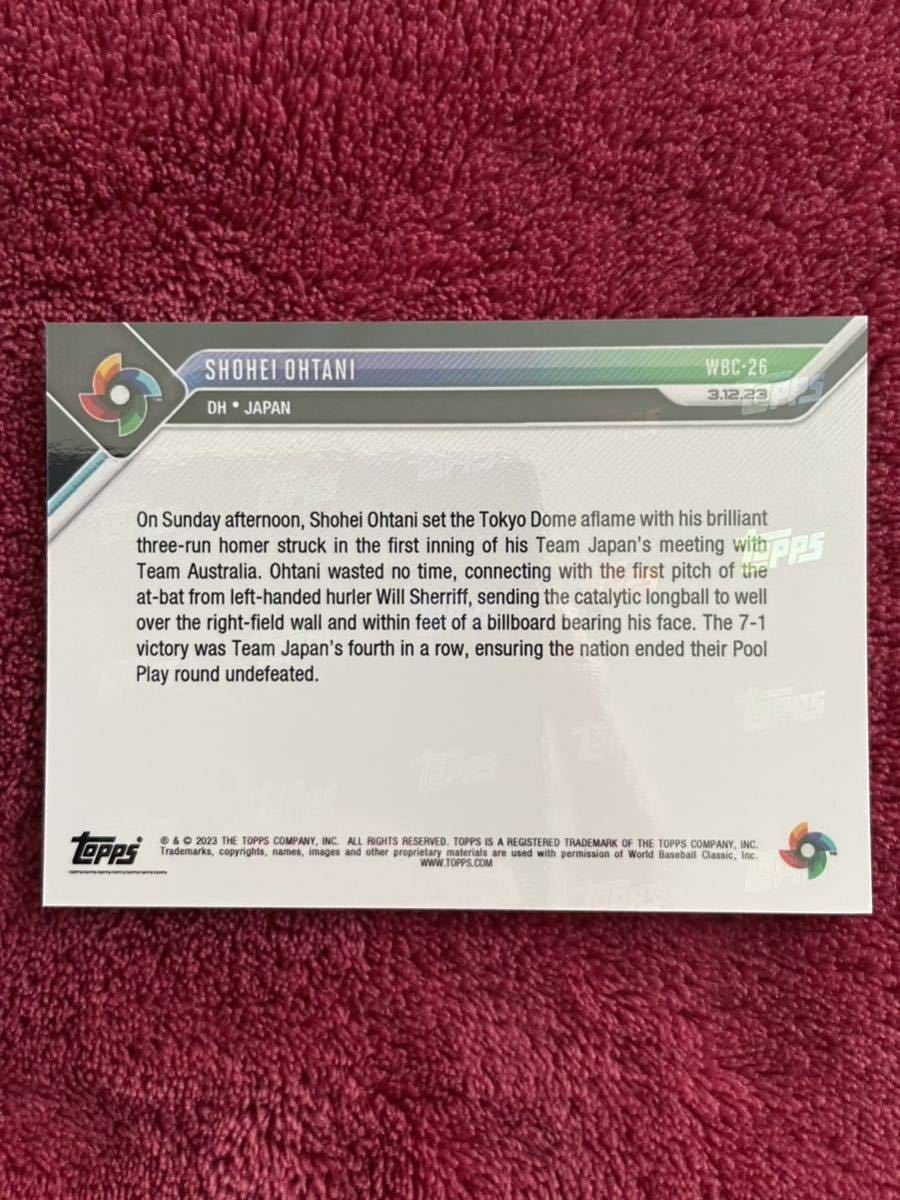 SHOHEI OHTANI
WBC-26
DH • JAPAN
3.12.23
TOPPS
TOPPS
TOPPS
On Sunday afternoon, Shohei Ohtani set the Tokyo Dome aflame with his brilliant
three-run homer struck in the first inning of his Team Japan's meeting with
TOPPS
Team Australia. Ohtani wasted no time, connecting with the first pitch of the
at-bat from left-handed hurler Will Sherriff, sending the catalytic longball to well
over the right-field wall and within feet of a billboard bearing his face. The 7-1
victory was Team Japan's fourth in a row, ensuring the nation ended their Pool
Play round undefeated.
TOPPS
TOPPS
TOPPS
topps®
® & © 2023 THE TOPPS COMPANY, INC. ALL RIGHTS RESERVED. TOPPS IS A REGISTERED TRADEMARK OF THE TOPPS COMPANY, INC.
Trademarks, copyrights, names, images and other proprietary materials are used with permission of World Baseball Classic, Inc.
WWW.TOPPS.COM